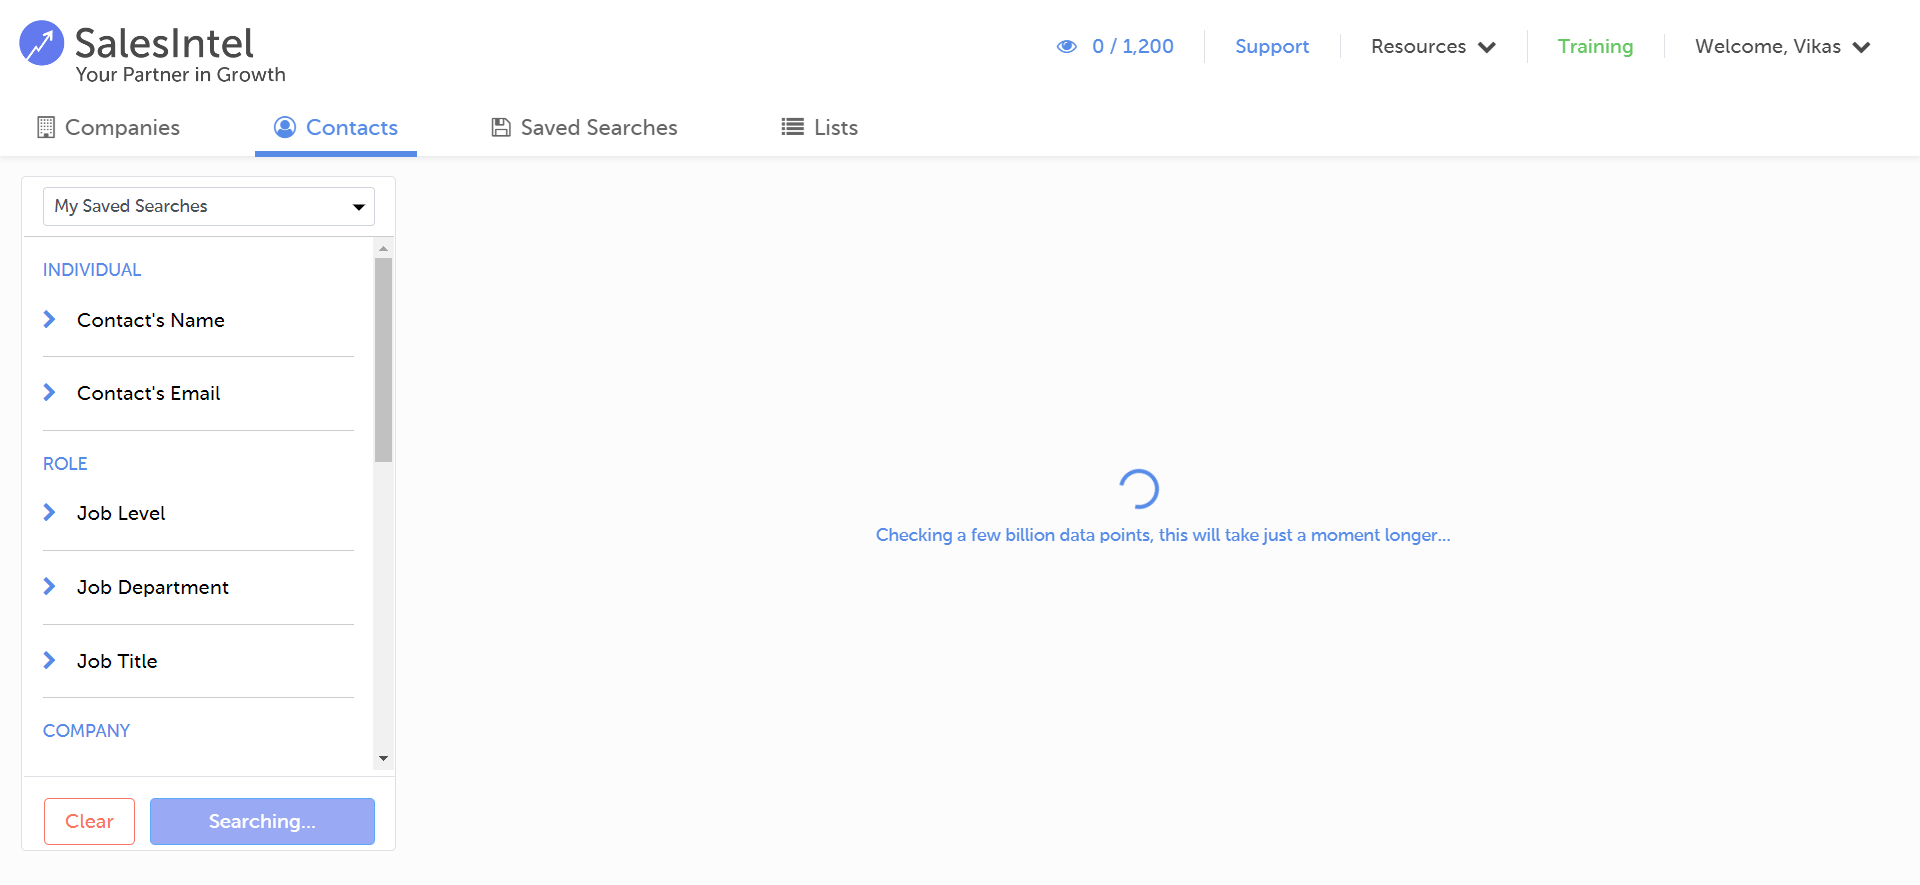 SalesIntel
Your Partner in Growth
0 / 1,200
Support
Resources
Training
Welcome, Vikas
Companies
Contacts
Saved Searches
Lists
My Saved Searches
INDIVIDUAL
Contact's Name
Contact's Email
ROLE
Job Level
Job Department
Job Title
COMPANY
Clear
Searching...
Checking a few billion data points, this will take just a moment longer...